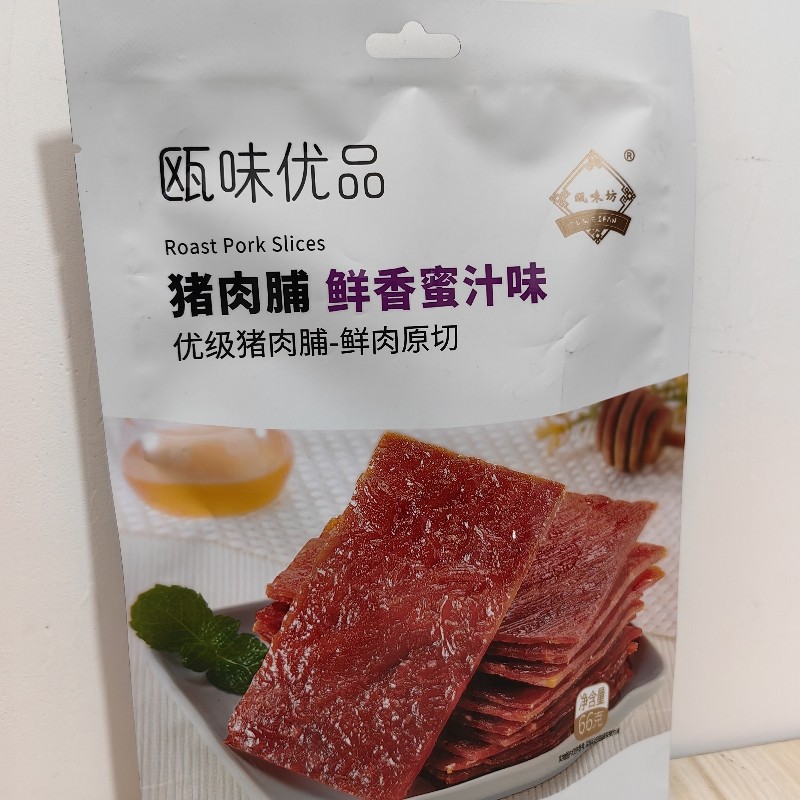 瓯味优品
®
瓯味坊
Roast Pork Slices
猪肉脯 鲜香蜜汁味
优级猪肉脯-鲜肉原切
净含量
66克